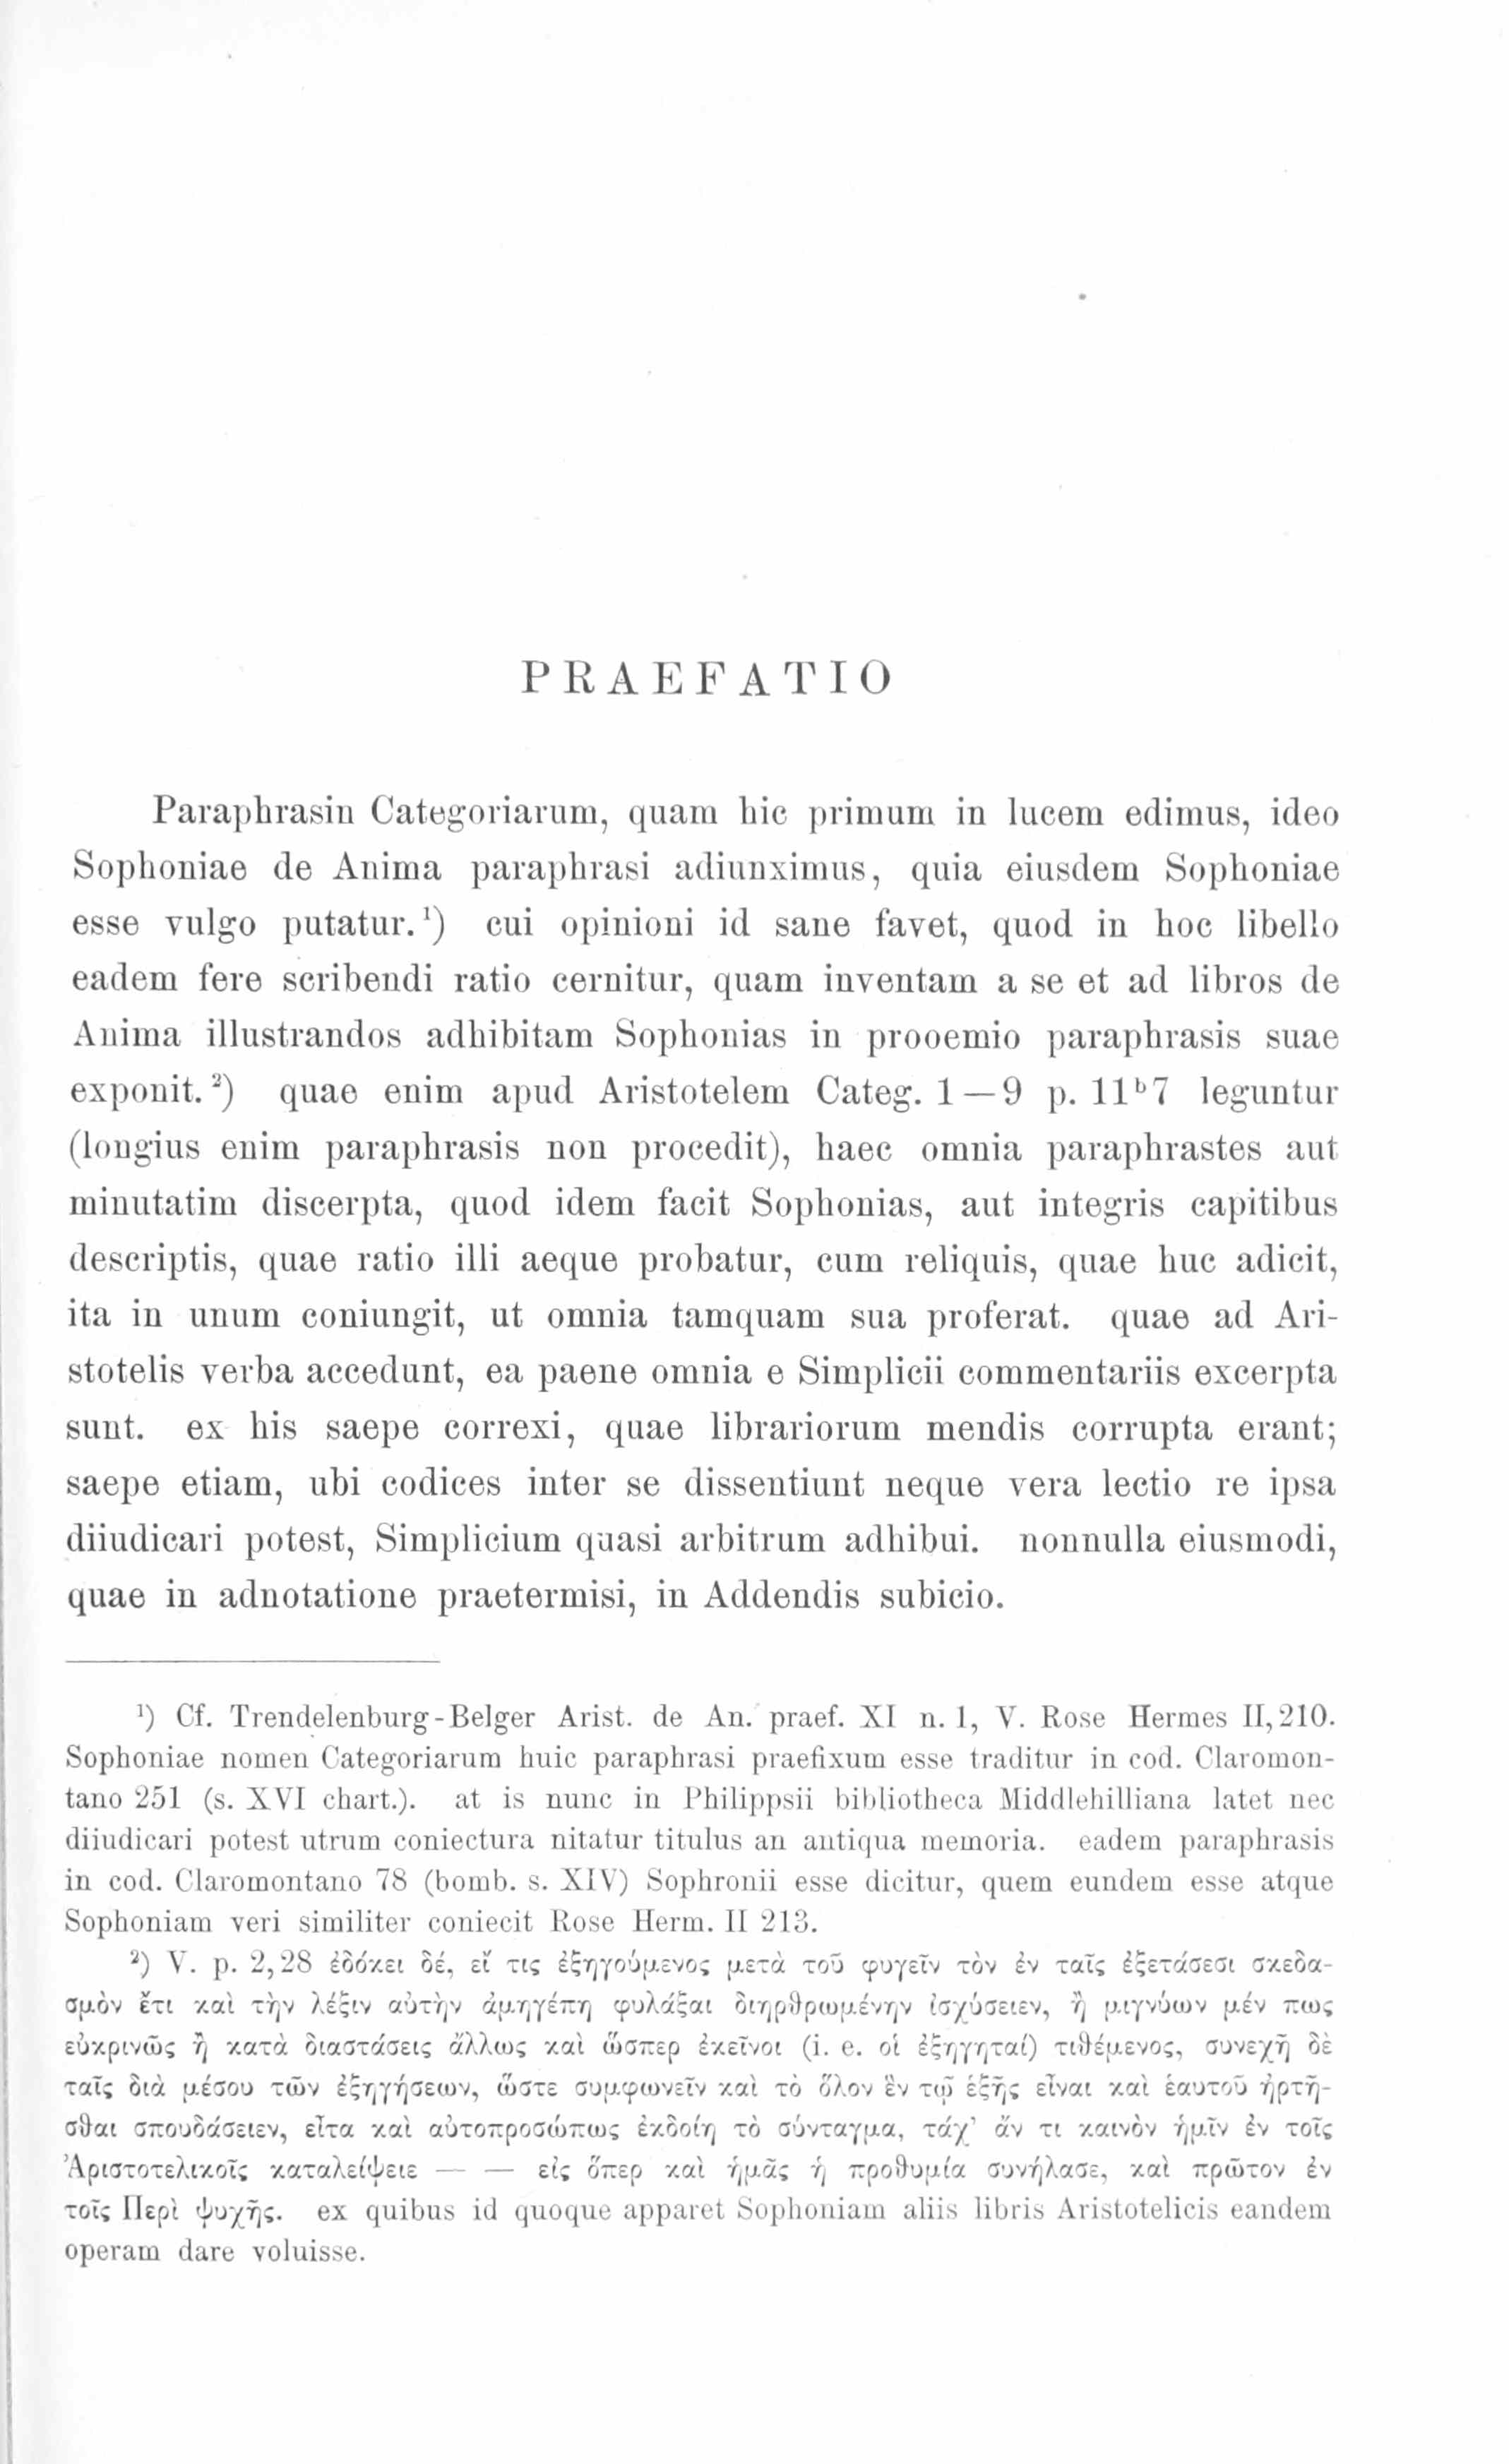 PRAEFATIO
Paraphrasin Categoriarum, quam hic primum in lucem edimus, ideo
Sophoniae de Anima paraphrasi adiunximus, quia eiusdem Sophoniae
esse vulgo putatur.¹) cui opinioni id sane favet, quod in hoc libello
eadem fere scribendi ratio cernitur, quam inventam a se et ad libros de
Anima illustrandos adhibitam Sophonias in prooemio paraphrasis suae
exponit.²) quae enim apud Aristotelem Categ. 1—9 p. 11ᵇ7 leguntur
(longius enim paraphrasis non procedit), haec omnia paraphrastes aut
minutatim discerpta, quod idem facit Sophonias, aut integris capitibus
descriptis, quae ratio illi aeque probatur, cum reliquis, quae huc adicit,
ita in unum coniungit, ut omnia tamquam sua proferat. quae ad Ari-
stotelis verba accedunt, ea paene omnia e Simplicii commentariis excerpta
sunt. ex his saepe correxi, quae librariorum mendis corrupta erant;
saepe etiam, ubi codices inter se dissentiunt neque vera lectio re ipsa
diiudicari potest, Simplicium quasi arbitrum adhibui. nonnulla eiusmodi,
quae in adnotatione praetermisi, in Addendis subicio.
¹) Cf. Trendelenburg-Belger Arist. de An. praef. XI n. 1, V. Rose Hermes II, 210.
Sophoniae nomen Categoriarum huic paraphrasi praefixum esse traditur in cod. Claromon-
tano 251 (s. XVI chart.). at is nunc in Philippsii bibliotheca Middlehilliana latet nec
diiudicari potest utrum coniectura nitatur titulus an antiqua memoria. eadem paraphrasis
in cod. Claromontano 78 (bomb. s. XIV) Sophronii esse dicitur, quem eundem esse atque
Sophoniam veri similiter coniecit Rose Herm. II 213.
²) V. p. 2,28 ἐδόκει δέ, εἴ τις ἐξηγούμενος μετὰ τοῦ φυγεῖν τὸν ἐν ταῖς ἐξετάσεσι σκεδα-
σμὸν ἔτι καὶ τὴν λέξιν αὐτὴν ἀμηγέπη φυλάξαι διηρθρωμένην ἰσχύσειεν, ἢ μιγνύων μέν πως
εὐκρινῶς ἢ κατὰ διαστάσεις ἄλλως καὶ ὥσπερ ἐκεῖνοι (i. e. οἱ ἐξηγηταί) τιθέμενος, συνεχῆ δὲ
ταῖς διὰ μέσου τῶν ἐξηγήσεων, ὥστε συμφωνεῖν καὶ τὸ ὅλον ἓν τῷ ἑξῆς εἶναι καὶ ἑαυτοῦ ἠρτῆ-
σθαι σπουδάσειεν, εἶτα καὶ αὐτοπροσώπως ἐκδοίη τὸ σύνταγμα, τάχ’ ἄν τι καινὸν ἡμῖν ἐν τοῖς
Ἀριστοτελικοῖς καταλείψειε — — εἰς ὅπερ καὶ ἡμᾶς ἡ προθυμία συνήλασε, καὶ πρῶτον ἐν
τοῖς Περὶ ψυχῆς. ex quibus id quoque apparet Sophoniam aliis libris Aristotelicis eandem
operam dare voluisse.